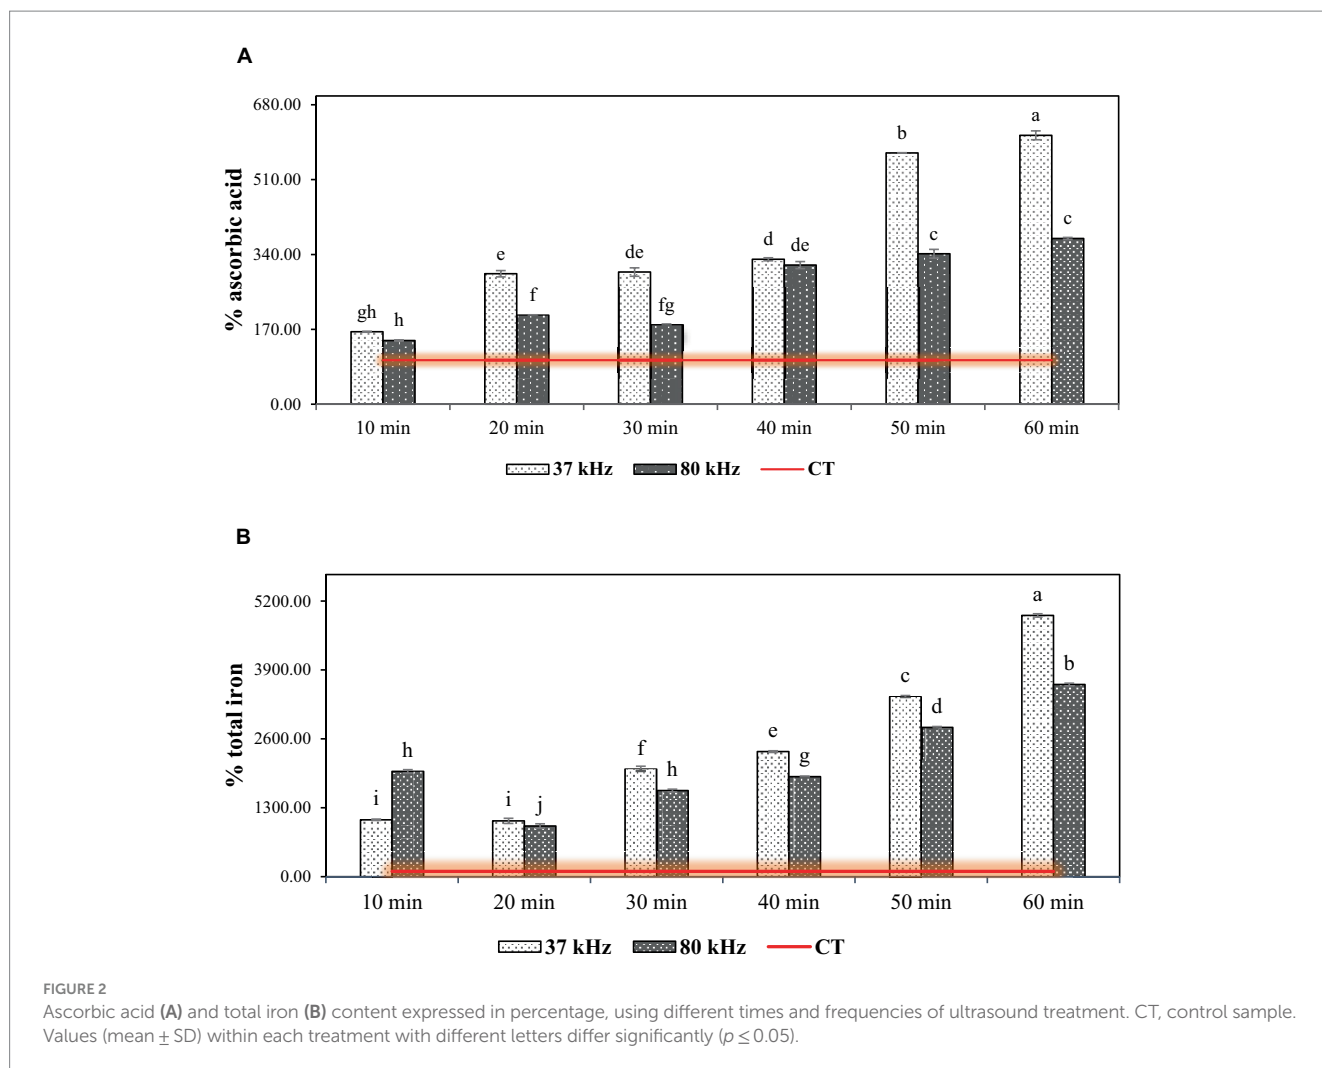 A
% ascorbic acid
680.00
510.00
340.00
170.00
0.00
gh
h
e
f
de
fg
d
de
b
c
a
c
10 min
20 min
30 min
40 min
50 min
60 min
37 kHz
80 kHz
CT
B
% total iron
5200.00
3900.00
2600.00
1300.00
0.00
i
h
i
j
f
h
e
g
c
d
a
b
10 min
20 min
30 min
40 min
50 min
60 min
37 kHz
80 kHz
CT
FIGURE 2
Ascorbic acid (A) and total iron (B) content expressed in percentage, using different times and frequencies of ultrasound treatment. CT, control sample.
Values (mean ± SD) within each treatment with different letters differ significantly (p ≤ 0.05).